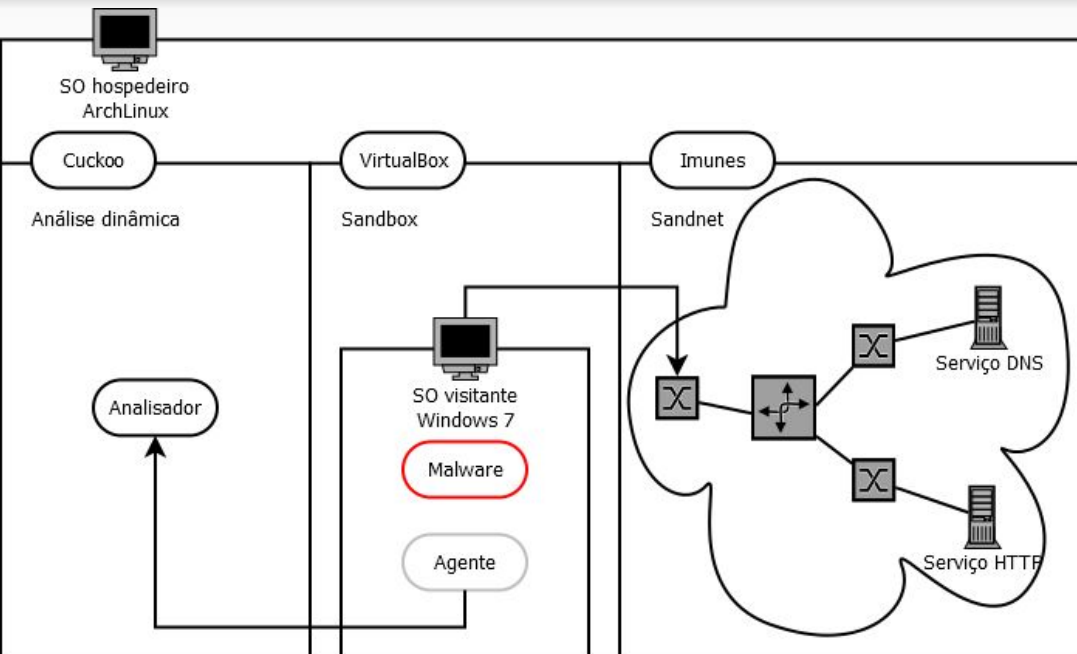 SO hospedeiro
ArchLinux
Cuckoo
VirtualBox
Imunes
Análise dinâmica
Sandbox
Sandnet
Serviço DNS
SO visitante
Windows 7
Analisador
Malware
Agente
Serviço HTTP